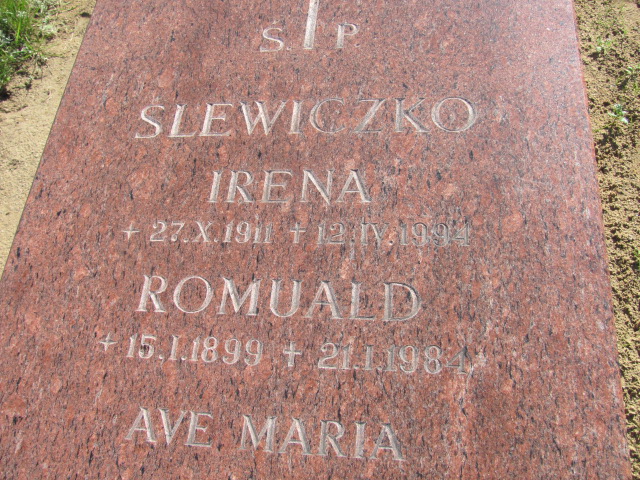 Ś. P.
SLEWICZKO
IRENA
+ 27.X.1911 + 12.IV.1994
ROMUALD
+ 15.I.1899 + 21.I.1984
AVE MARIA